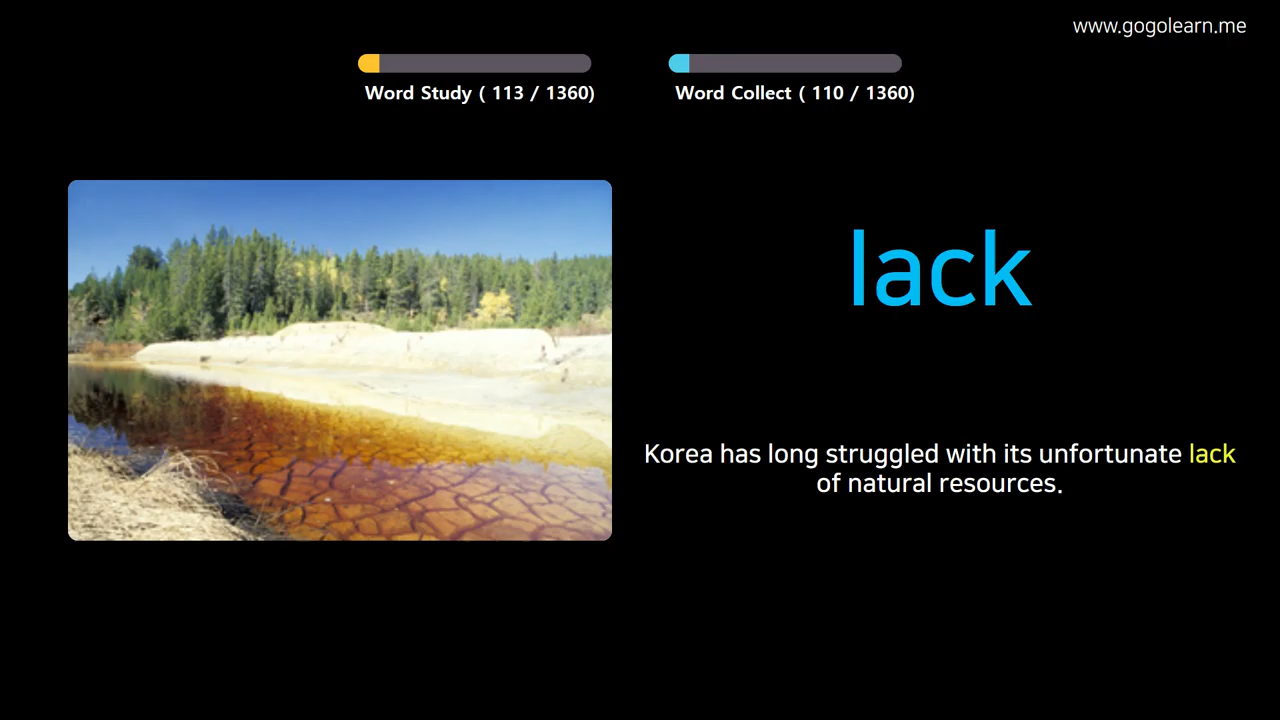 www.gogolearn.me
Word Study ( 113 / 1360)
Word Collect ( 110 / 1360)
lack
Korea has long struggled with its unfortunate lack
of natural resources.